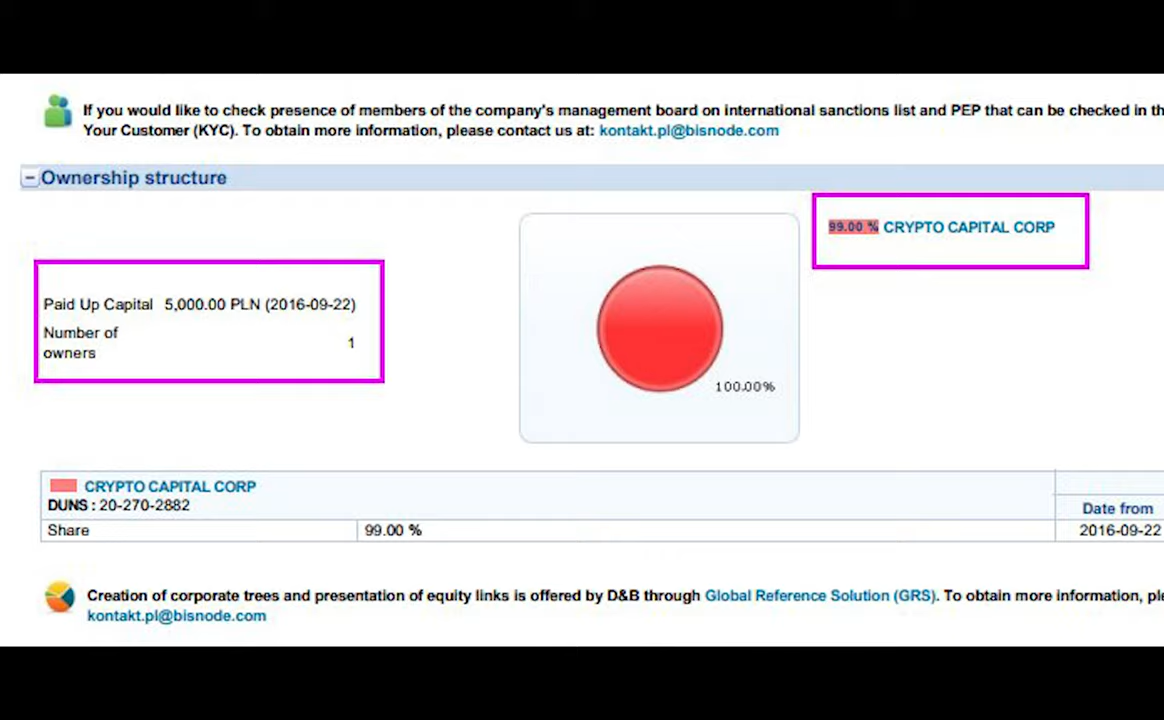 If you would like to check presence of members of the company's management board on international sanctions list and PEP that can be checked in
Your Customer (KYC). To obtain more information, please contact us at: kontakt.pl@bisnode.com
Ownership structure
99.00 % CRYPTO CAPITAL CORP
Paid Up Capital 5,000.00 PLN (2016-09-22)
Number of
owners 1
100.00%
CRYPTO CAPITAL CORP
DUNS : 20-270-2882
Date from
Share 99.00 % 2016-09-22
Creation of corporate trees and presentation of equity links is offered by D&B through Global Reference Solution (GRS). To obtain more information,
kontakt.pl@bisnode.com